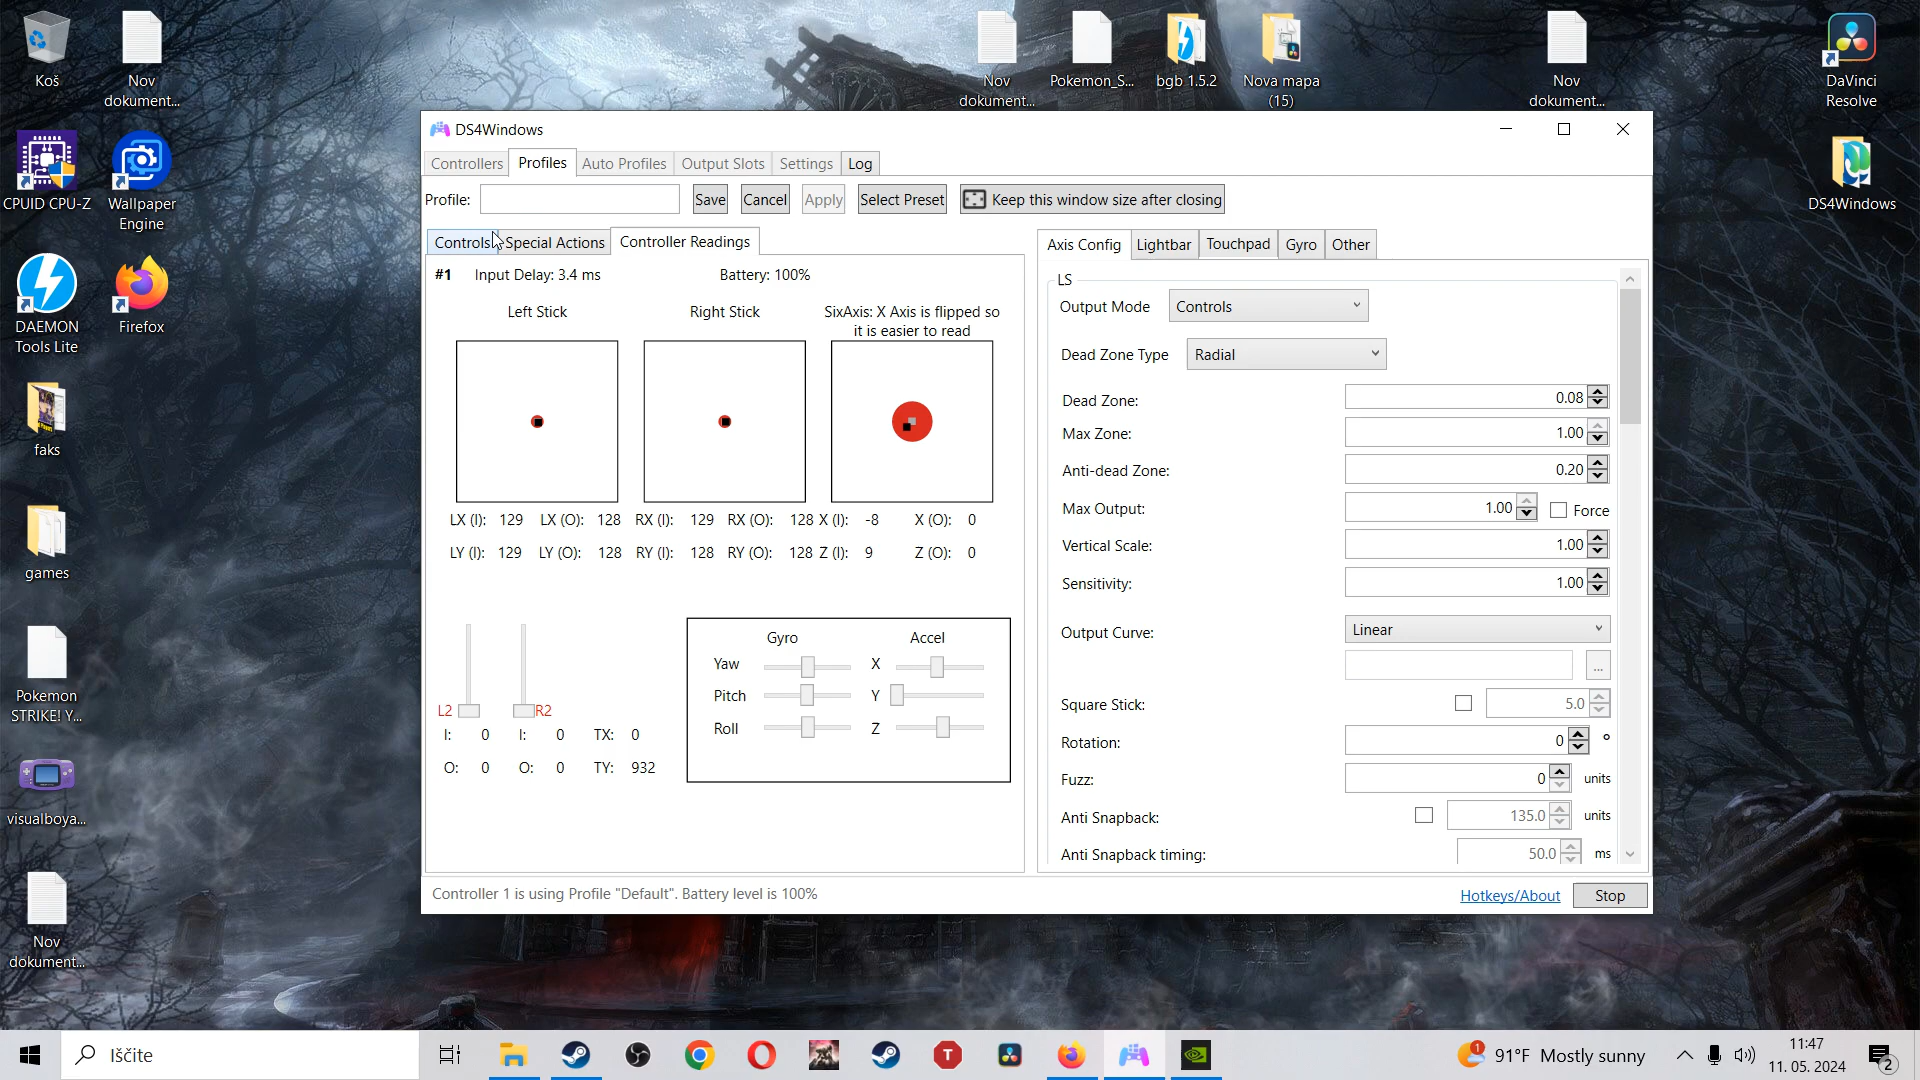 Koš
Nov
dokument...
Nov
dokument...
Pokemon_S...
bgb 1.5.2
Nova mapa
(15)
Nov
dokument...
DaVinci
Resolve
CPUID CPU-Z
Wallpaper
Engine
DS4Windows
DAEMON
Tools Lite
Firefox
faks
games
Pokemon
STRIKE! Y...
visualboya...
Nov
dokument...
DS4Windows
Controllers Profiles Auto Profiles Output Slots Settings Log
Profile: Save Cancel Apply Select Preset Keep this window size after closing
Controls Special Actions Controller Readings
#1 Input Delay: 3.4 ms Battery: 100%
Left Stick Right Stick SixAxis: X Axis is flipped so
it is easier to read
LX (I): 129 LX (O): 128 RX (I): 129 RX (O): 128 X (I): -8 X (O): 0
LY (I): 129 LY (O): 128 RY (I): 128 RY (O): 128 Z (I): 9 Z (O): 0
Gyro Accel
Yaw X
Pitch Y
Roll Z
L2 R2
I: 0 I: 0 TX: 0
O: 0 O: 0 TY: 932
Axis Config Lightbar Touchpad Gyro Other
LS
Output Mode Controls
Dead Zone Type Radial
Dead Zone: 0.08
Max Zone: 1.00
Anti-dead Zone: 0.20
Max Output: 1.00 Force
Vertical Scale: 1.00
Sensitivity: 1.00
Output Curve: Linear
...
Square Stick: 5.0
Rotation: 0 °
Fuzz: 0 units
Anti Snapback: 135.0 units
Anti Snapback timing: 50.0 ms
Controller 1 is using Profile "Default". Battery level is 100%
Hotkeys/About Stop
Iščite
T
1
91°F Mostly sunny
11:47
11. 05. 2024
2